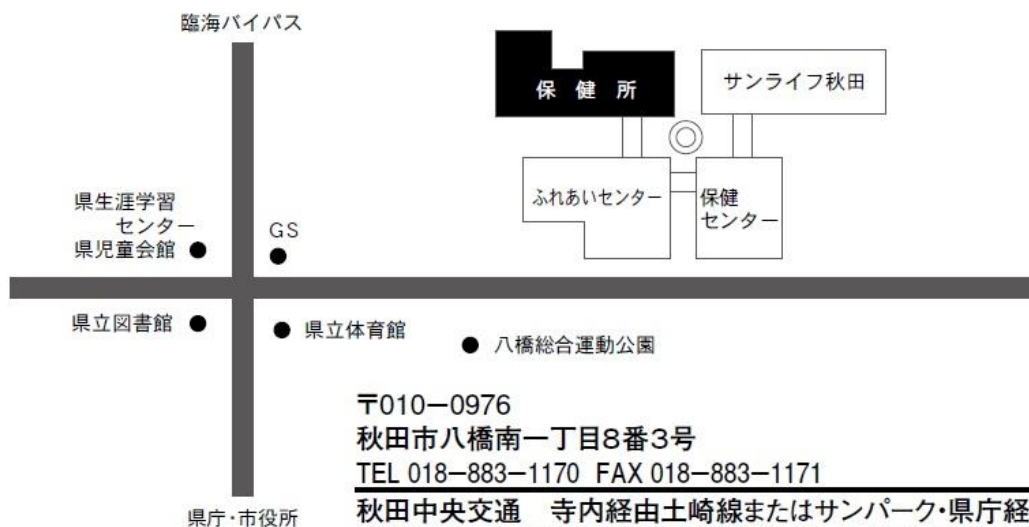 臨海バイパス
保健所
サンライフ秋田
ふれあいセンター
保健
センター
県生涯学習
センター
県児童会館
GS
県立図書館
県立体育館
八橋総合運動公園
〒010－0976
秋田市八橋南一丁目8番3号
TEL 018－883－1170 FAX 018－883－1171
県庁・市役所
秋田中央交通　寺内経由土崎線またはサンパーク・県庁経